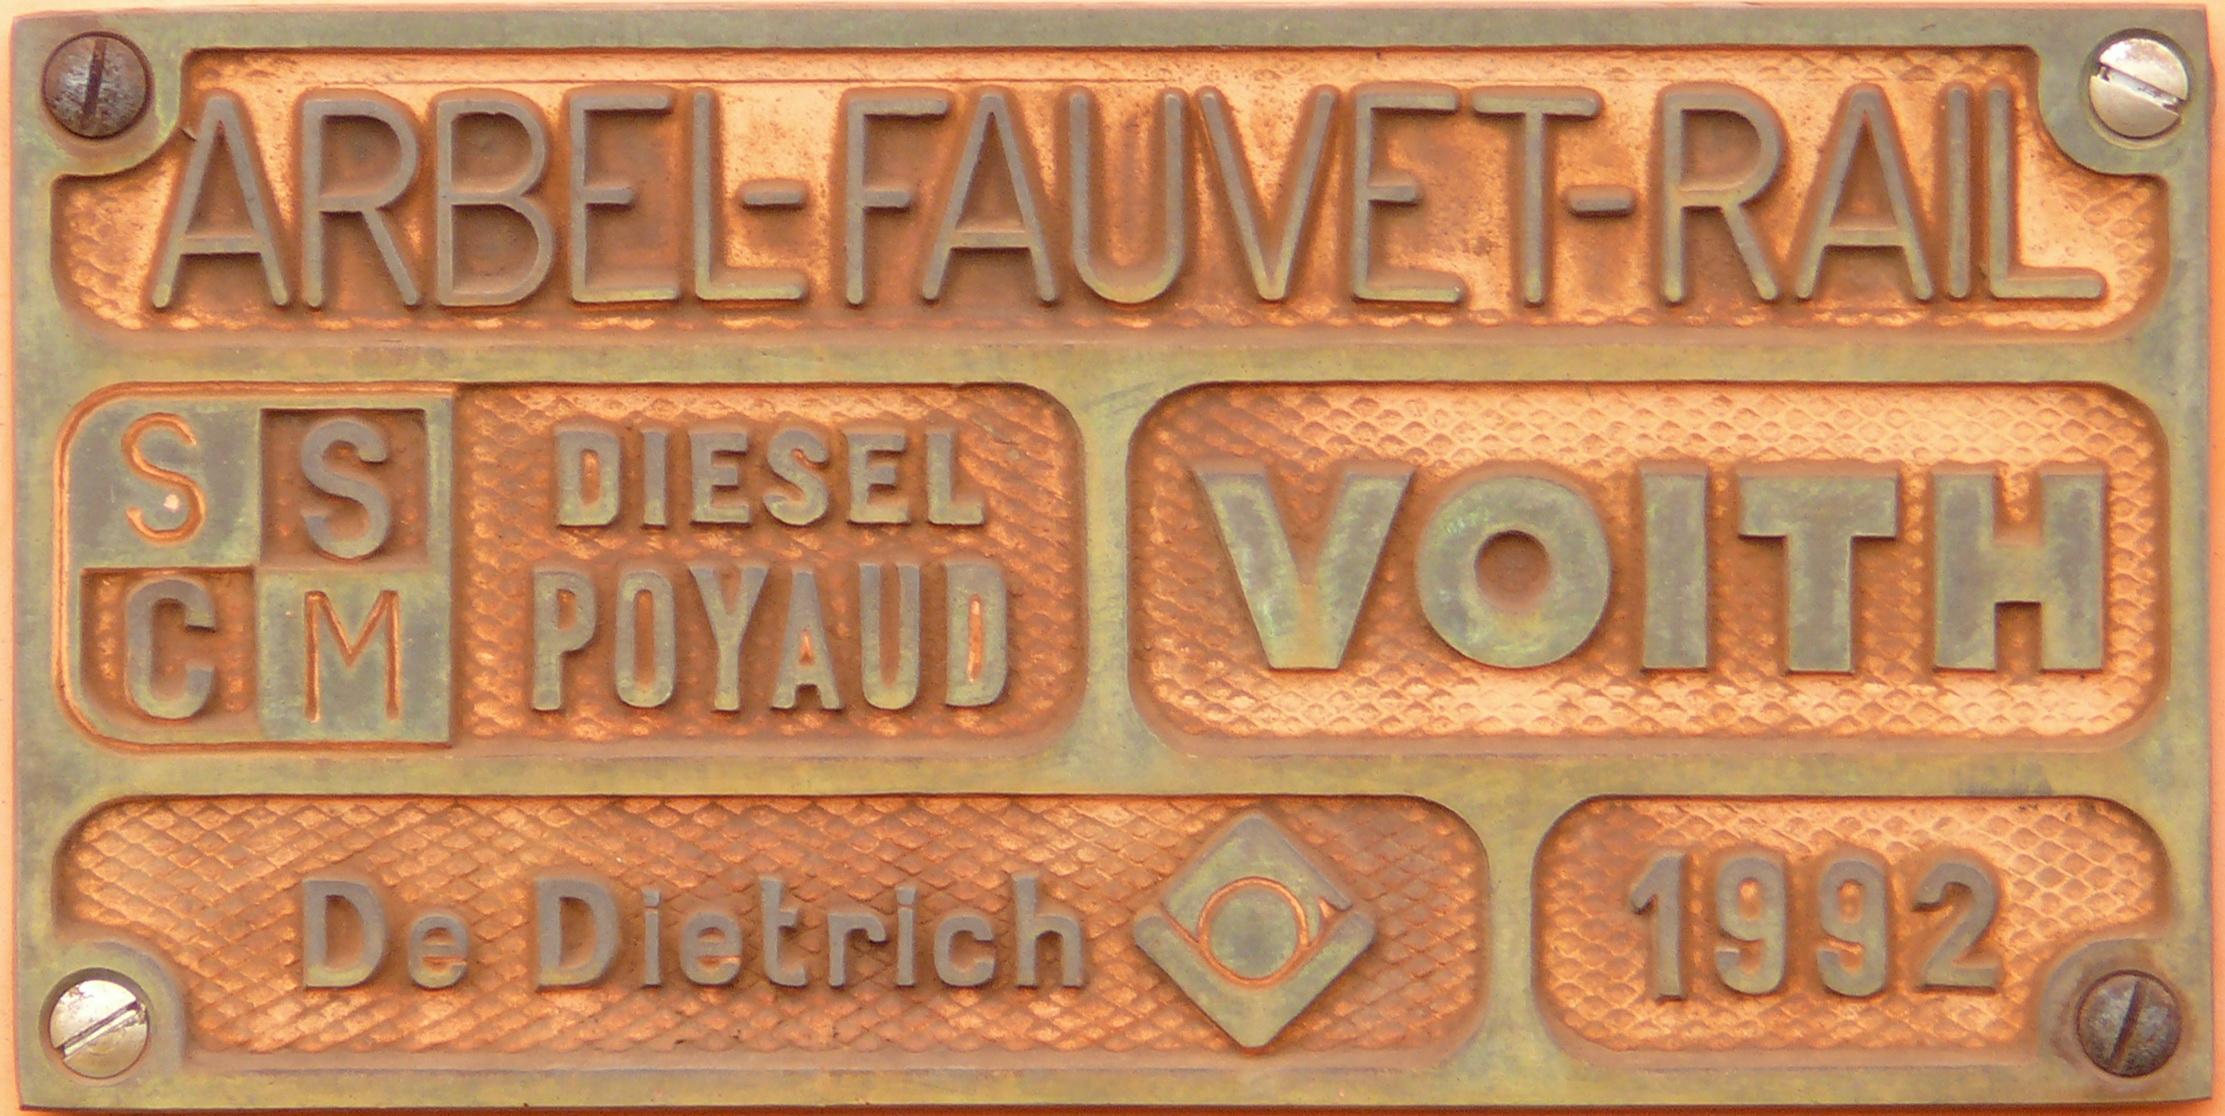 ARBEL-FAUVET-RAIL
S S
C M
DIESEL
POYAUD
VOITH
De Dietrich
1992